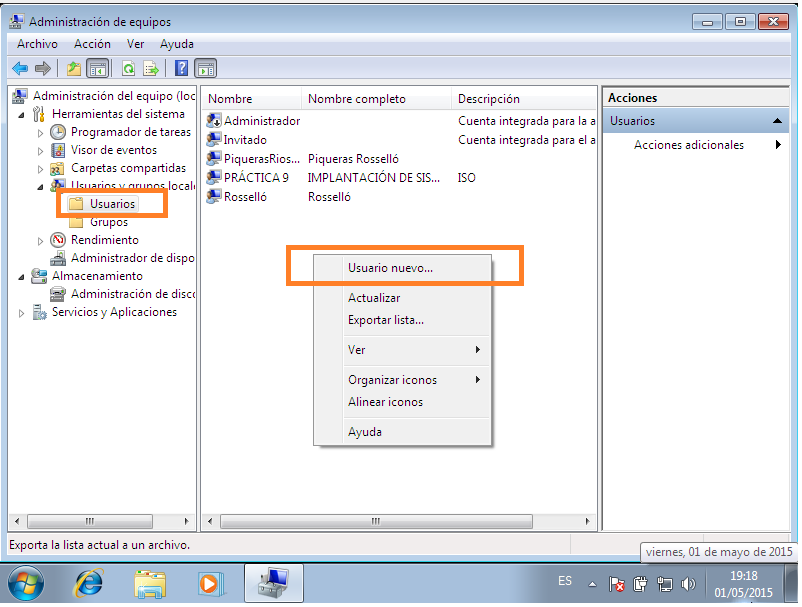 Administración de equipos
Archivo Acción Ver Ayuda
Administración del equipo (loc
Herramientas del sistema
Programador de tareas
Visor de eventos
Carpetas compartidas
Usuarios y grupos locale
Usuarios
Grupos
Rendimiento
Administrador de dispo
Almacenamiento
Administración de disco
Servicios y Aplicaciones
Nombre Nombre completo Descripción
Administrador Cuenta integrada para la a
Invitado Cuenta integrada para el a
PiquerasRios... Piqueras Rosselló
PRÁCTICA 9 IMPLANTACIÓN DE SIS... ISO
Rosselló Rosselló
Usuario nuevo...
Actualizar
Exportar lista...
Ver
Organizar iconos
Alinear iconos
Ayuda
Acciones
Usuarios
Acciones adicionales
Exporta la lista actual a un archivo.
viernes, 01 de mayo de 2015
ES
19:18
01/05/2015